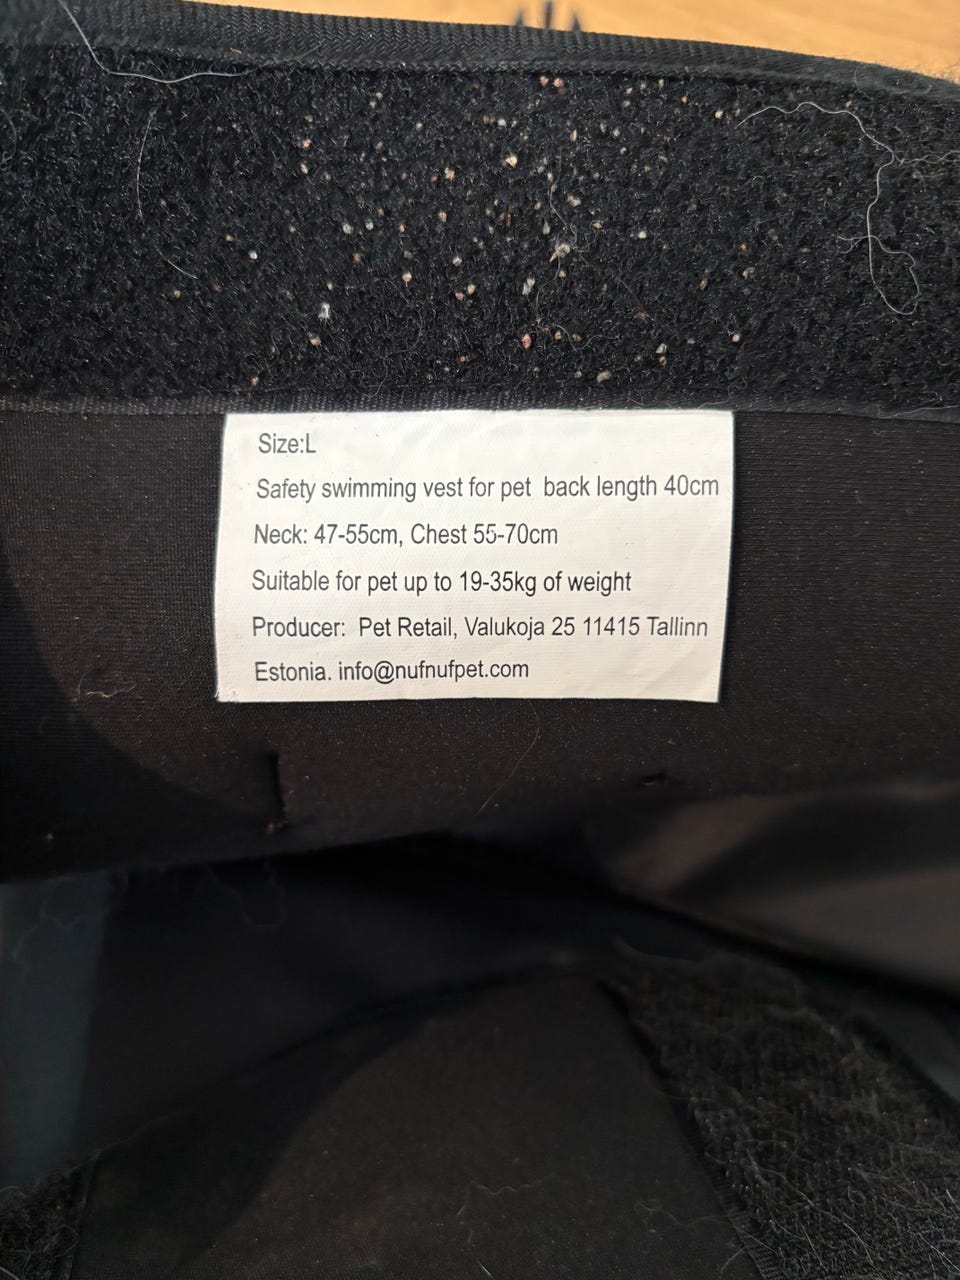 Size:L
Safety swimming vest for pet back length 40cm
Neck: 47-55cm, Chest 55-70cm
Suitable for pet up to 19-35kg of weight
Producer: Pet Retail, Valukoja 25 11415 Tallinn
Estonia. info@nufnufpet.com